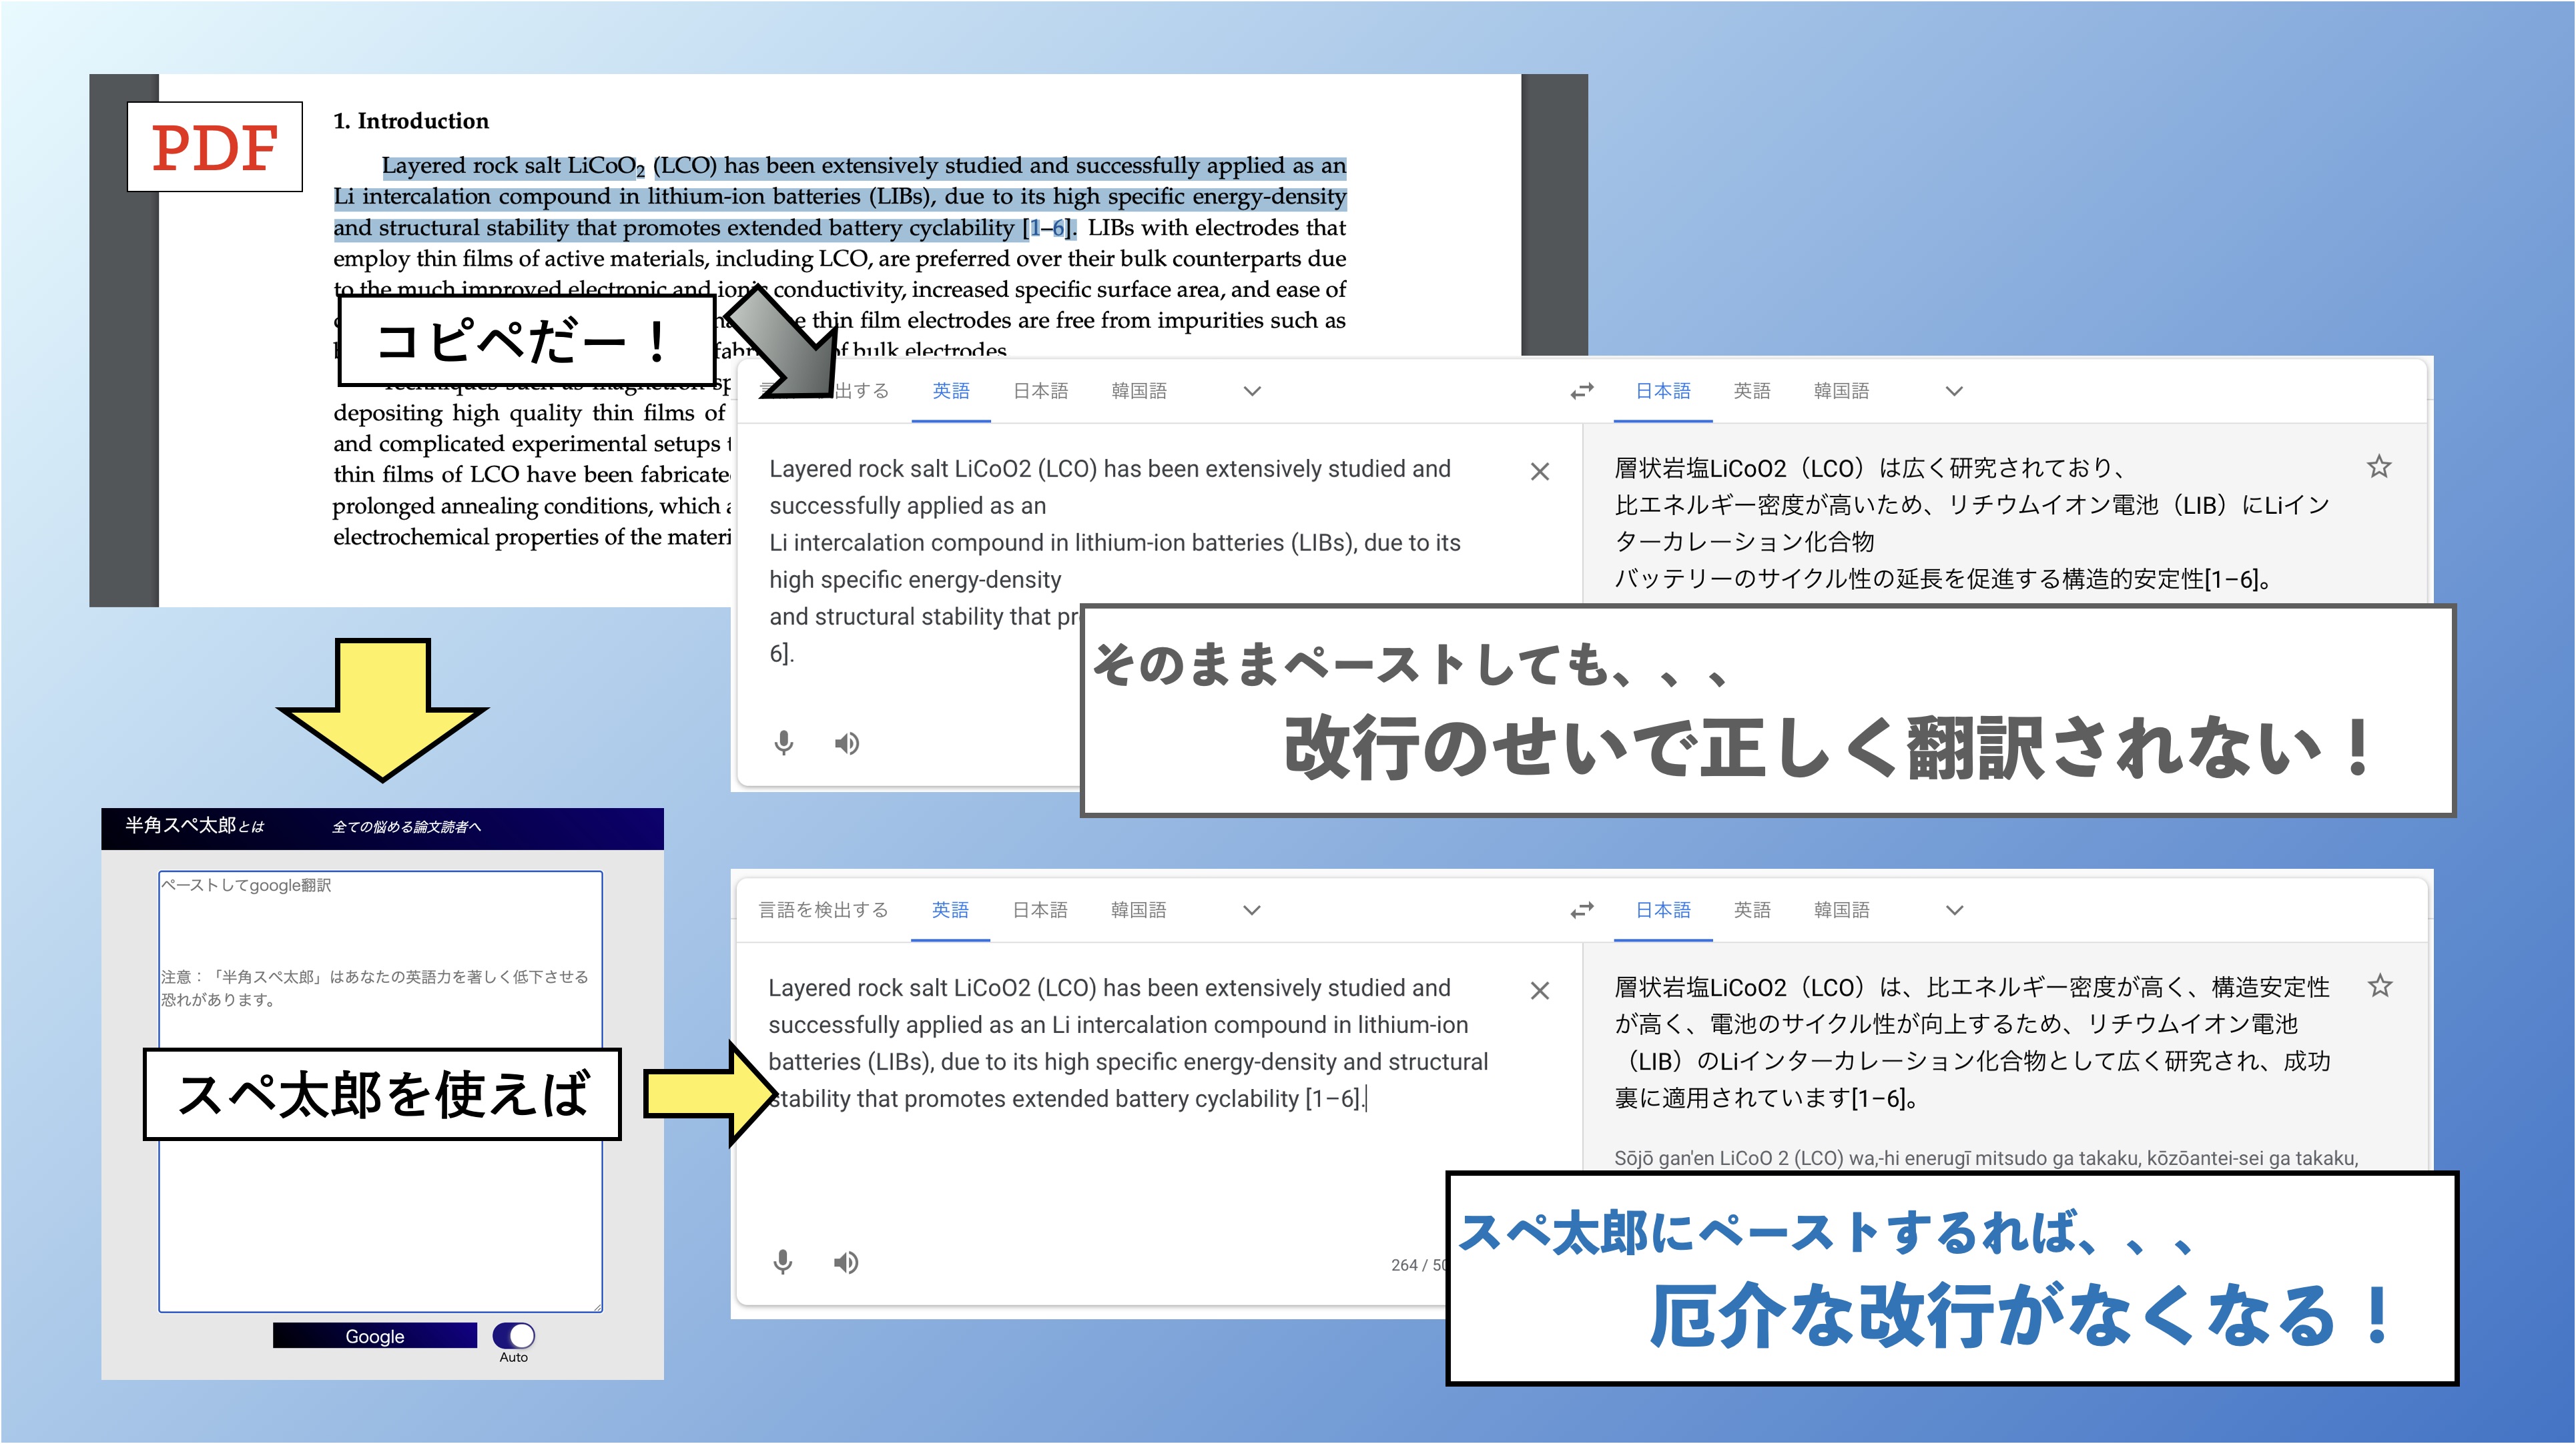 PDF
1. Introduction
Layered rock salt LiCoO2 (LCO) has been extensively studied and successfully applied as an
Li intercalation compound in lithium-ion batteries (LIBs), due to its high specific energy-density
and structural stability that promotes extended battery cyclability [1–6]. LIBs with electrodes that
employ thin films of active materials, including LCO, are preferred over their bulk counterparts due
to the much improved electronic and ionic conductivity, increased specific surface area, and ease of
thin film electrodes are free from impurities such as
of bulk electrodes.
コピペだー！
Techniques such as magnetron
depositing high quality thin films of
and complicated experimental setups
thin films of LCO have been
prolonged annealing conditions, which
electrochemical properties of the
出する 英語 日本語 韓国語
日本語 英語 韓国語
Layered rock salt LiCoO2 (LCO) has been extensively studied and
successfully applied as an
Li intercalation compound in lithium-ion batteries (LIBs), due to its
high specific energy-density
and structural stability that
6].
層状岩塩LiCoO2（LCO）は広く研究されており、
比エネルギー密度が高いため、リチウムイオン電池（LIB）にLiイン
ターカレーション化合物
バッテリーのサイクル性の延長を促進する構造的安定性[1–6]。
そのままペーストしても、、、
改行のせいで正しく翻訳されない！
半角スペ太郎とは 全ての悩める論文読者へ
ペーストしてgoogle翻訳
注意：「半角スペ太郎」はあなたの英語力を著しく低下させる
恐れがあります。
スペ太郎を使えば
Google
Auto
言語を検出する 英語 日本語 韓国語
日本語 英語 韓国語
Layered rock salt LiCoO2 (LCO) has been extensively studied and
successfully applied as an Li intercalation compound in lithium-ion
batteries (LIBs), due to its high specific energy-density and structural
stability that promotes extended battery cyclability [1–6].
264 / 50
層状岩塩LiCoO2（LCO）は、比エネルギー密度が高く、構造安定性
が高く、電池のサイクル性が向上するため、リチウムイオン電池
（LIB）のLiインターカレーション化合物として広く研究され、成功
裏に適用されています[1–6]。
Sōjō gan'en LiCoO 2 (LCO) wa,-hi enerugī mitsudo ga takaku, kōzōantei-sei ga takaku,
スペ太郎にペーストするれば、、、
厄介な改行がなくなる！